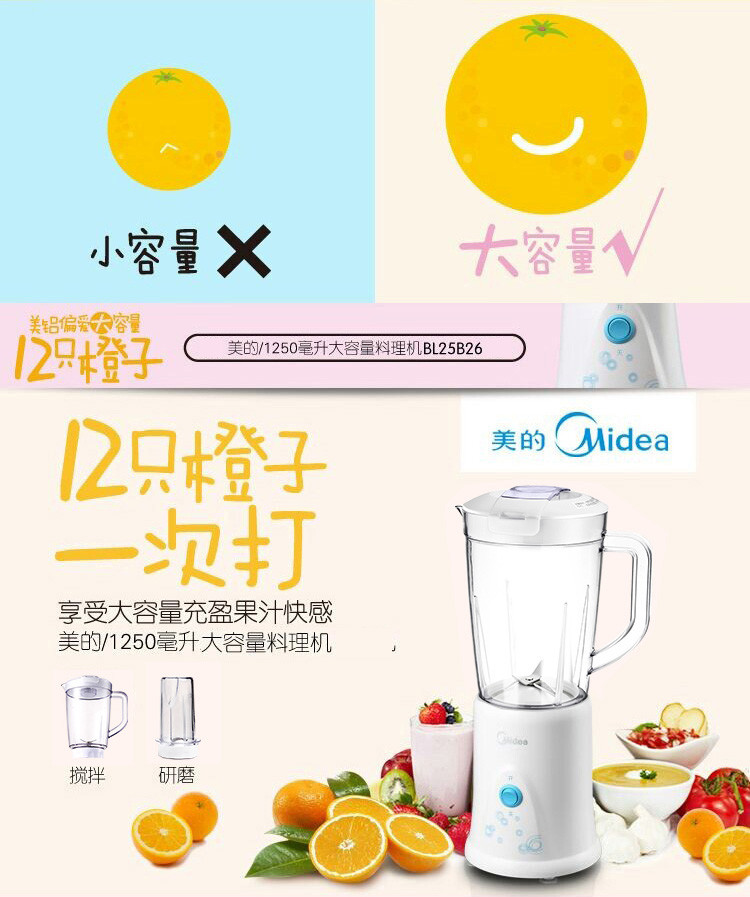 小容量
大容量
美铝偏爱大容量
12只橙子
美的/1250毫升大容量料理机BL25B26
美的 Midea
12只橙子
一次打
享受大容量充盈果汁快感
美的/1250毫升大容量料理机
搅拌
研磨
Midea
开